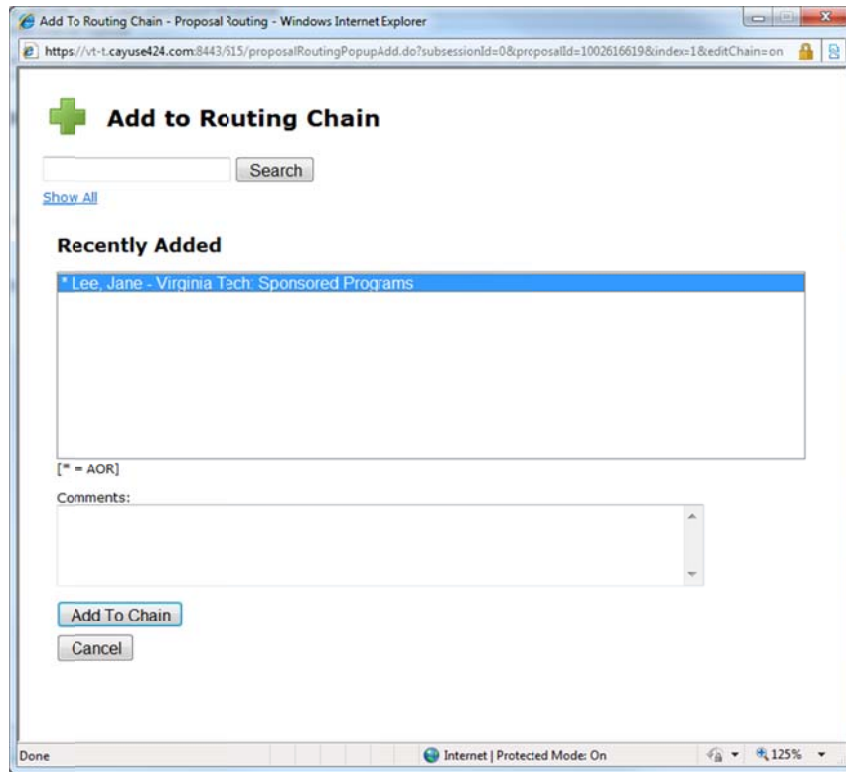 Add To Routing Chain - Proposal Routing - Windows Internet Explorer
https://vt-t.cayuse424.com:8443/515/proposalRoutingPopupAdd.do?subsessionId=0&proposalId=1002616619&index=1&editChain=on
Add to Routing Chain
Search
Show All
Recently Added
* Lee, Jane - Virginia Tech: Sponsored Programs
[* = AOR]
Comments:
Add To Chain
Cancel
Done Internet | Protected Mode: On 125%